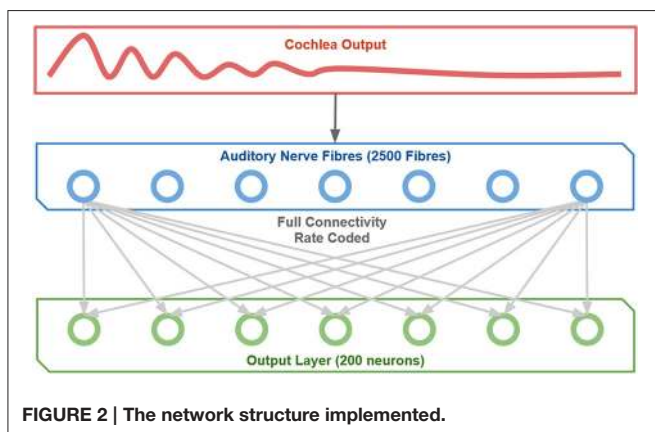 Cochlea Output
Auditory Nerve Fibres (2500 Fibres)
Full Connectivity
Rate Coded
Output Layer (200 neurons)
FIGURE 2 | The network structure implemented.